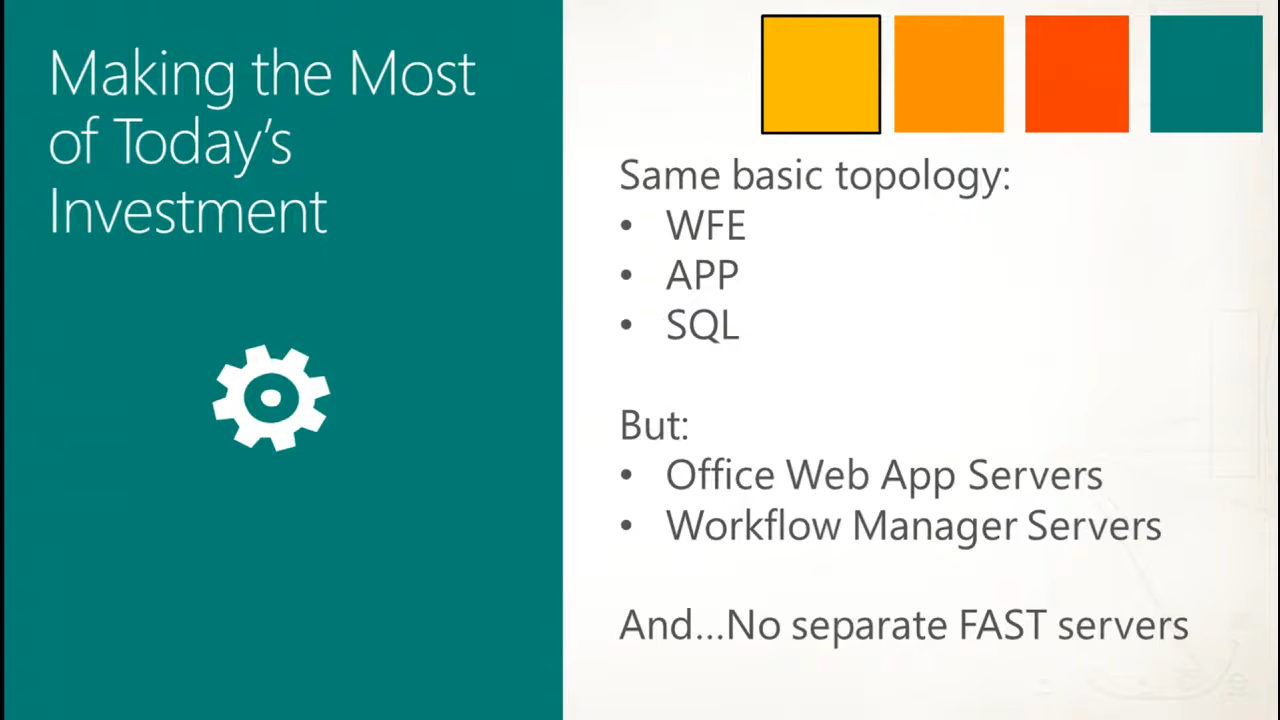 Making the Most
of Today's
Investment
Same basic topology:
• WFE
• APP
• SQL
But:
• Office Web App Servers
• Workflow Manager Servers
And...No separate FAST servers